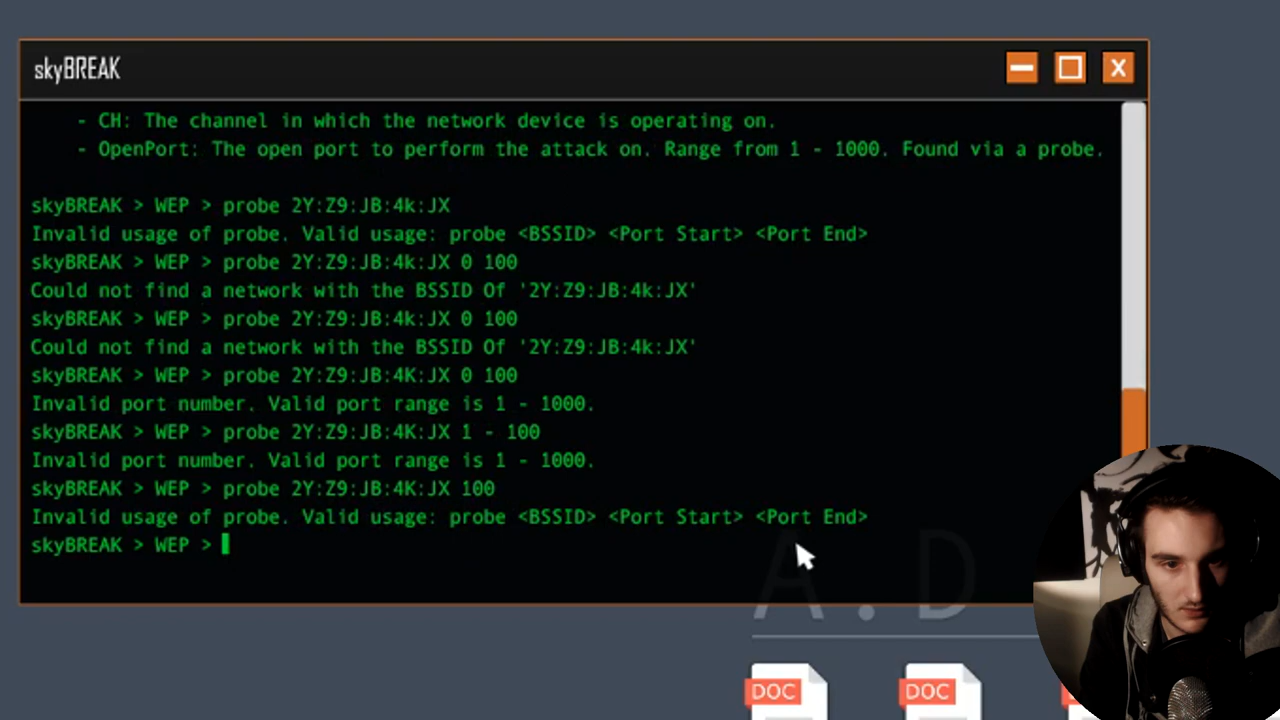 skyBREAK
- CH: The channel in which the network device is operating on.
- OpenPort: The open port to perform the attack on. Range from 1 - 1000. Found via a probe.
skyBREAK > WEP > probe 2Y:Z9:JB:4k:JX
Invalid usage of probe. Valid usage: probe <BSSID> <Port Start> <Port End>
skyBREAK > WEP > probe 2Y:Z9:JB:4k:JX 0 100
Could not find a network with the BSSID Of '2Y:Z9:JB:4k:JX'
skyBREAK > WEP > probe 2Y:Z9:JB:4k:JX 0 100
Could not find a network with the BSSID Of '2Y:Z9:JB:4k:JX'
skyBREAK > WEP > probe 2Y:Z9:JB:4K:JX 0 100
Invalid port number. Valid port range is 1 - 1000.
skyBREAK > WEP > probe 2Y:Z9:JB:4K:JX 1 - 100
Invalid port number. Valid port range is 1 - 1000.
skyBREAK > WEP > probe 2Y:Z9:JB:4K:JX 100
Invalid usage of probe. Valid usage: probe <BSSID> <Port Start> <Port End>
skyBREAK > WEP >
A.D
DOC DOC